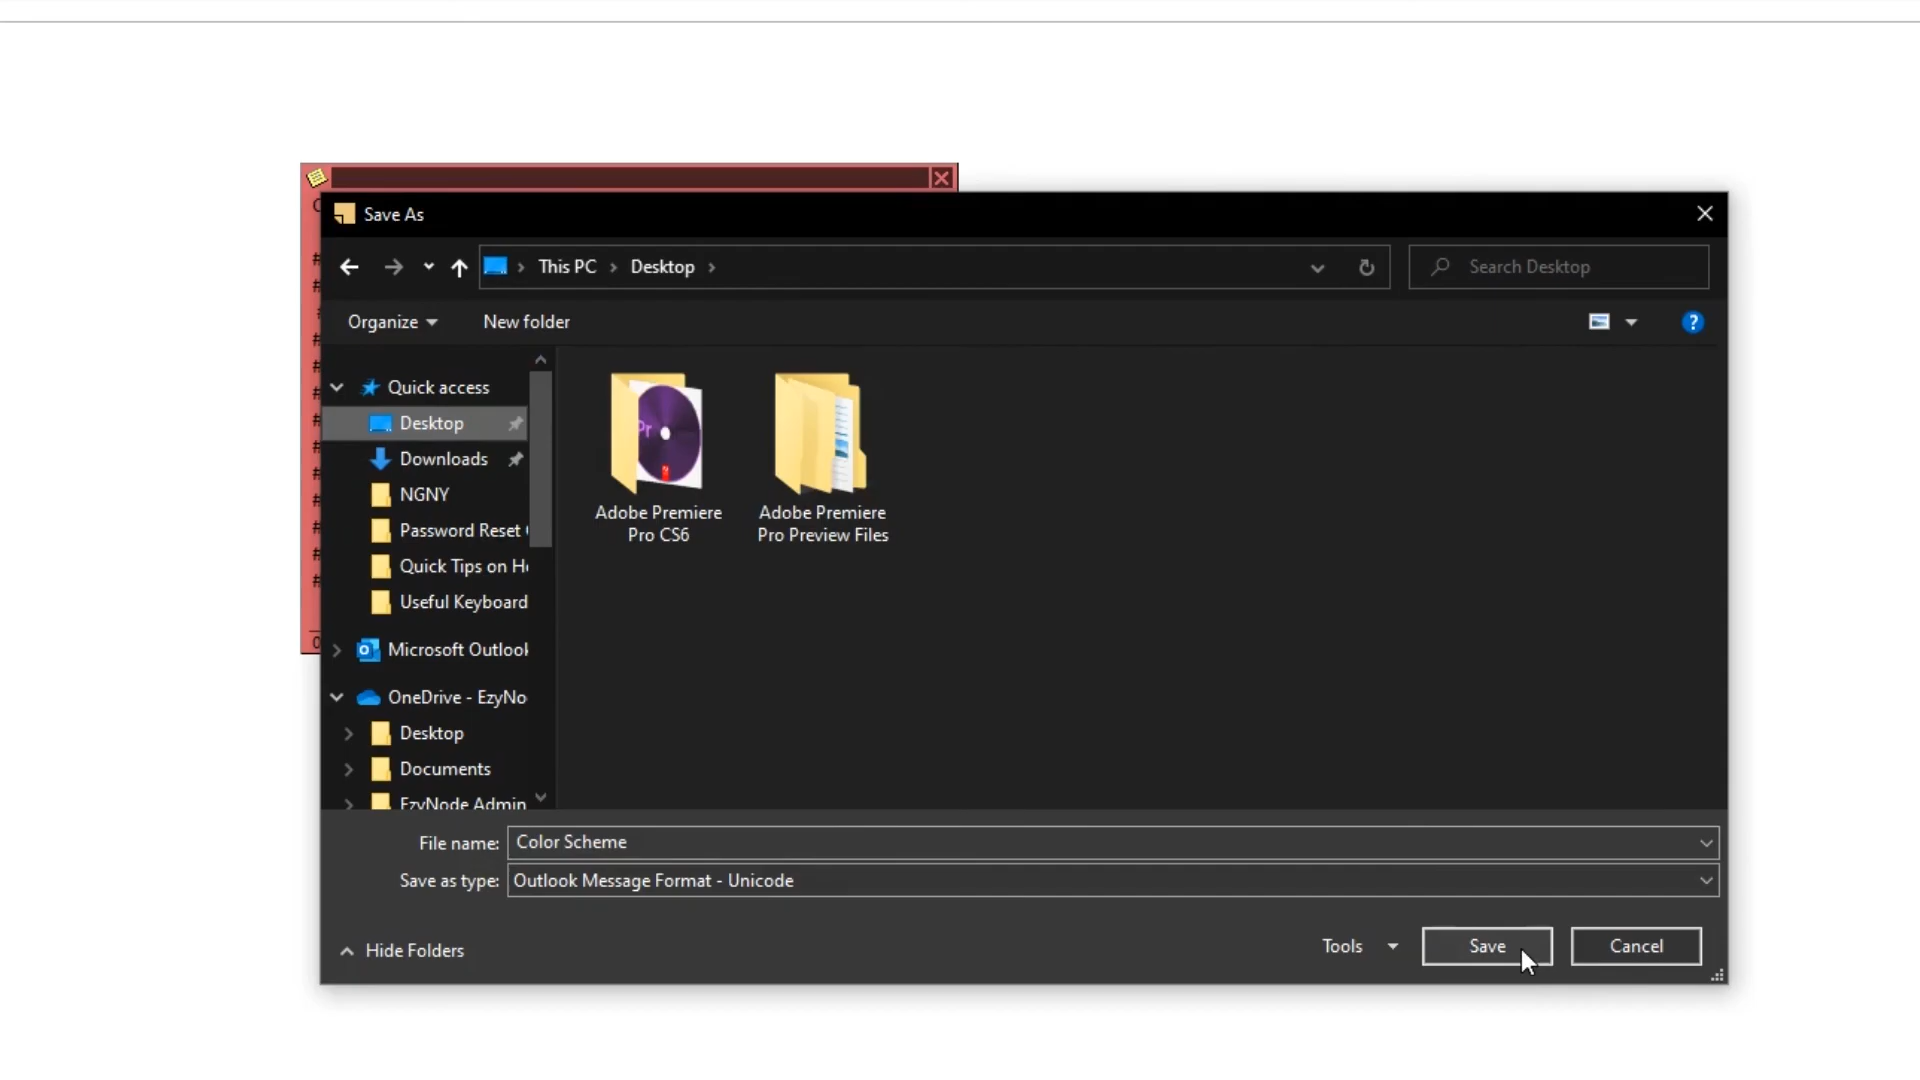 Save As
This PC > Desktop >
Search Desktop
Organize
New folder
?
Quick access
Desktop
Downloads
NGNY
Password Reset
Quick Tips on
Useful Keyboard
Microsoft Outlook
OneDrive -
Desktop
Documents
EzyNode Admin
Adobe Premiere
Pro CS6
Adobe Premiere
Pro Preview Files
File name: Color Scheme
Save as type: Outlook Message Format - Unicode
Hide Folders
Tools
Save
Cancel